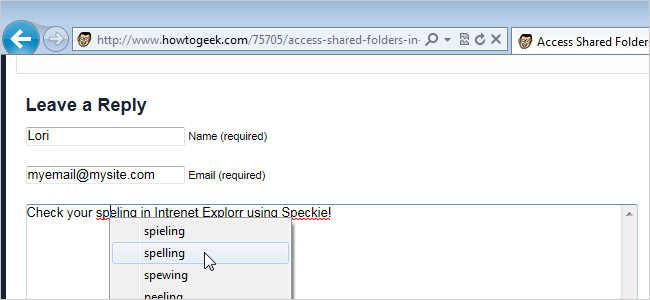 http://www.howtogeek.com/75705/access-shared-folders-in-
Access Shared Folders
Leave a Reply
Lori
Name (required)
myemail@mysite.com
Email (required)
Check your speling in Intrenet Explorr using Speckie!
spieling
spelling
spewing
peeling